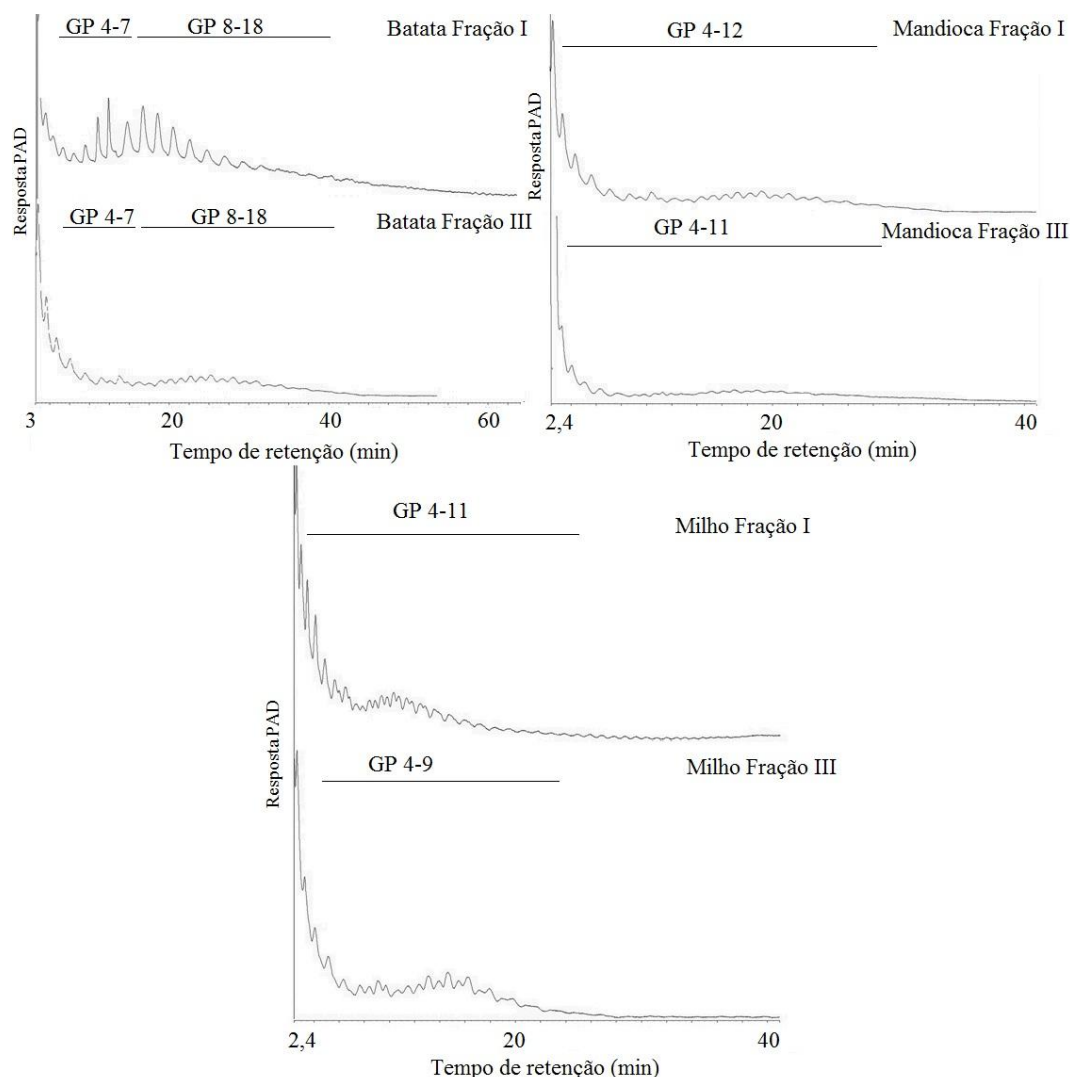 GP 4-7 GP 8-18 Batata Fração I
Resposta PAD
GP 4-7 GP 8-18 Batata Fração III
3 20 40 60
Tempo de retenção (min)
GP 4-12 Mandioca Fração I
Resposta PAD
GP 4-11 Mandioca Fração III
2,4 20 40
Tempo de retenção (min)
GP 4-11 Milho Fração I
Resposta PAD
GP 4-9 Milho Fração III
2,4 20 40
Tempo de retenção (min)